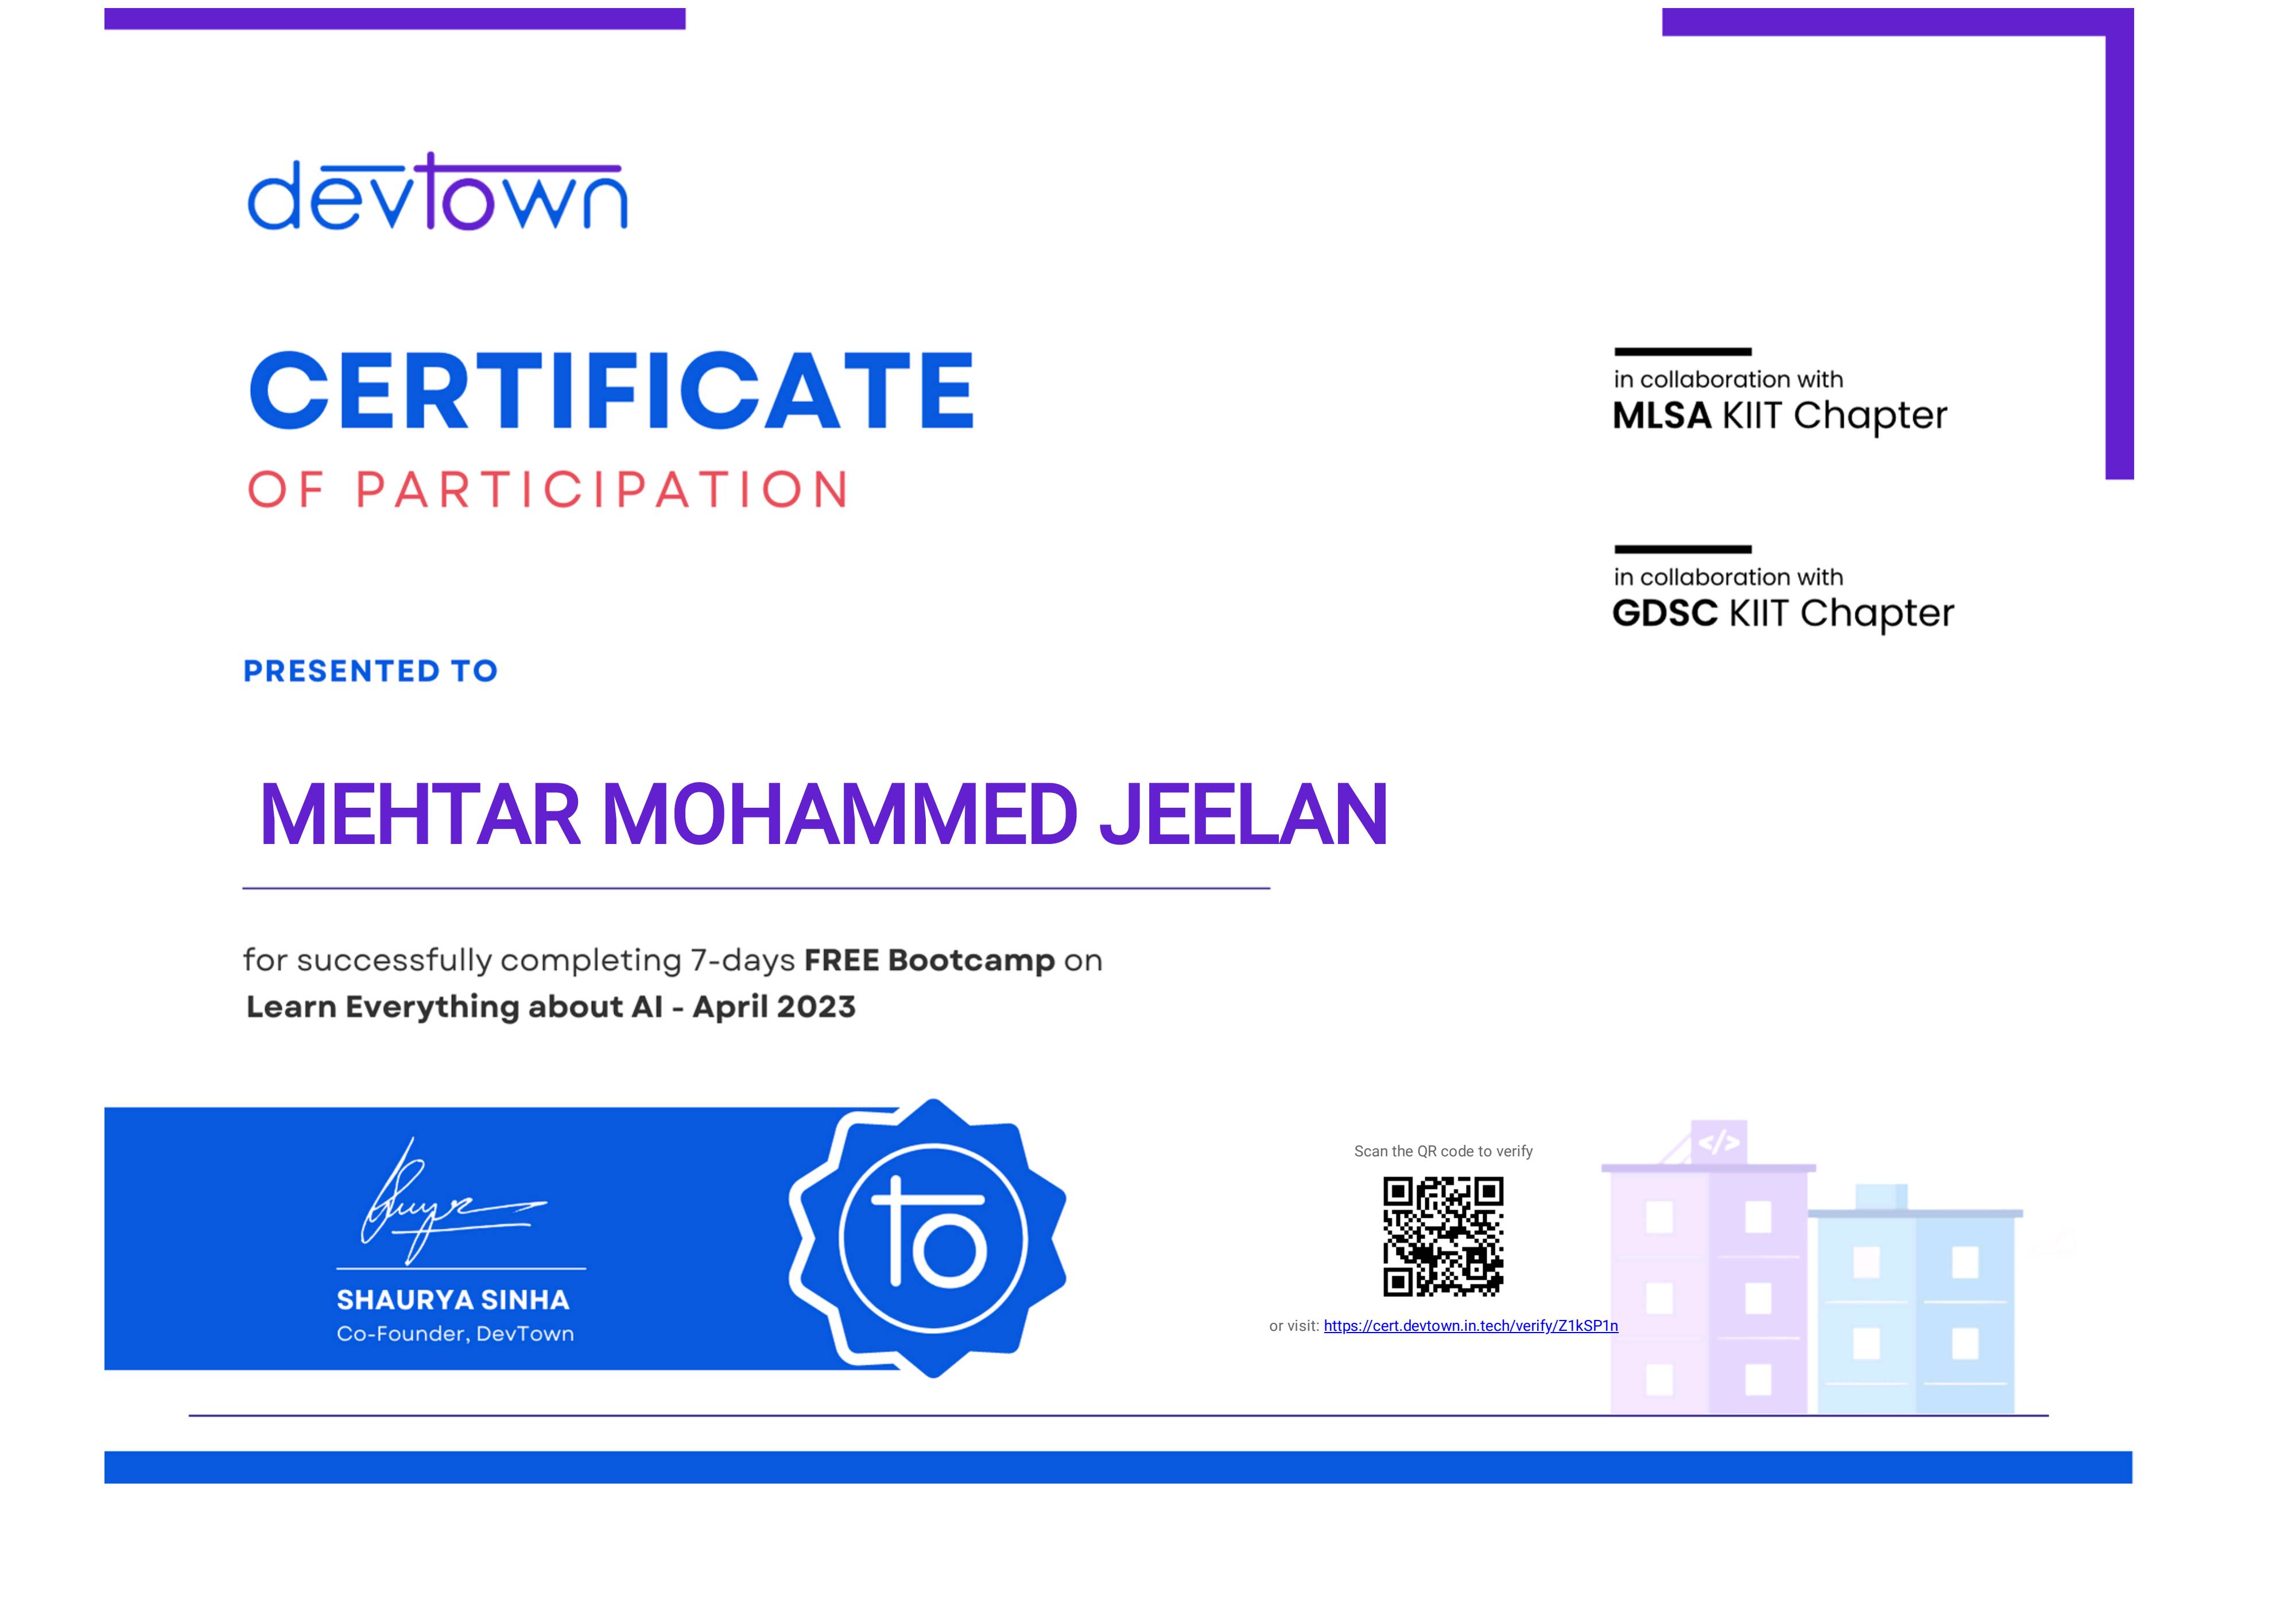 devtown
CERTIFICATE
OF PARTICIPATION
in collaboration with
MLSA KIIT Chapter
in collaboration with
GDSC KIIT Chapter
PRESENTED TO
MEHTAR MOHAMMED JEELAN
for successfully completing 7-days FREE Bootcamp on
Learn Everything about AI - April 2023
SHAURYA SINHA
Co-Founder, DevTown
to
Scan the QR code to verify
or visit: https://cert.devtown.in.tech/verify/Z1kSP1n
</>